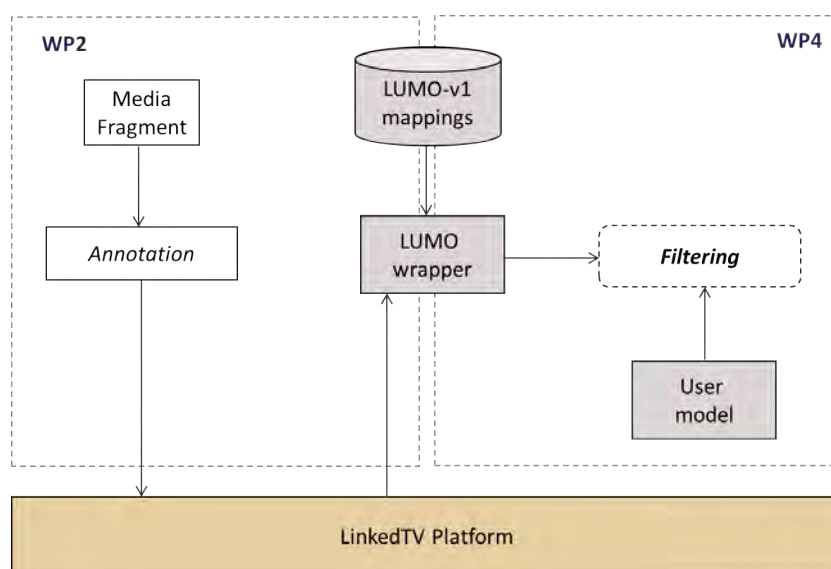 WP2
WP4
LUMO-v1
mappings
Media
Fragment
LUMO
wrapper
Annotation
Filtering
User
model
LinkedTV Platform